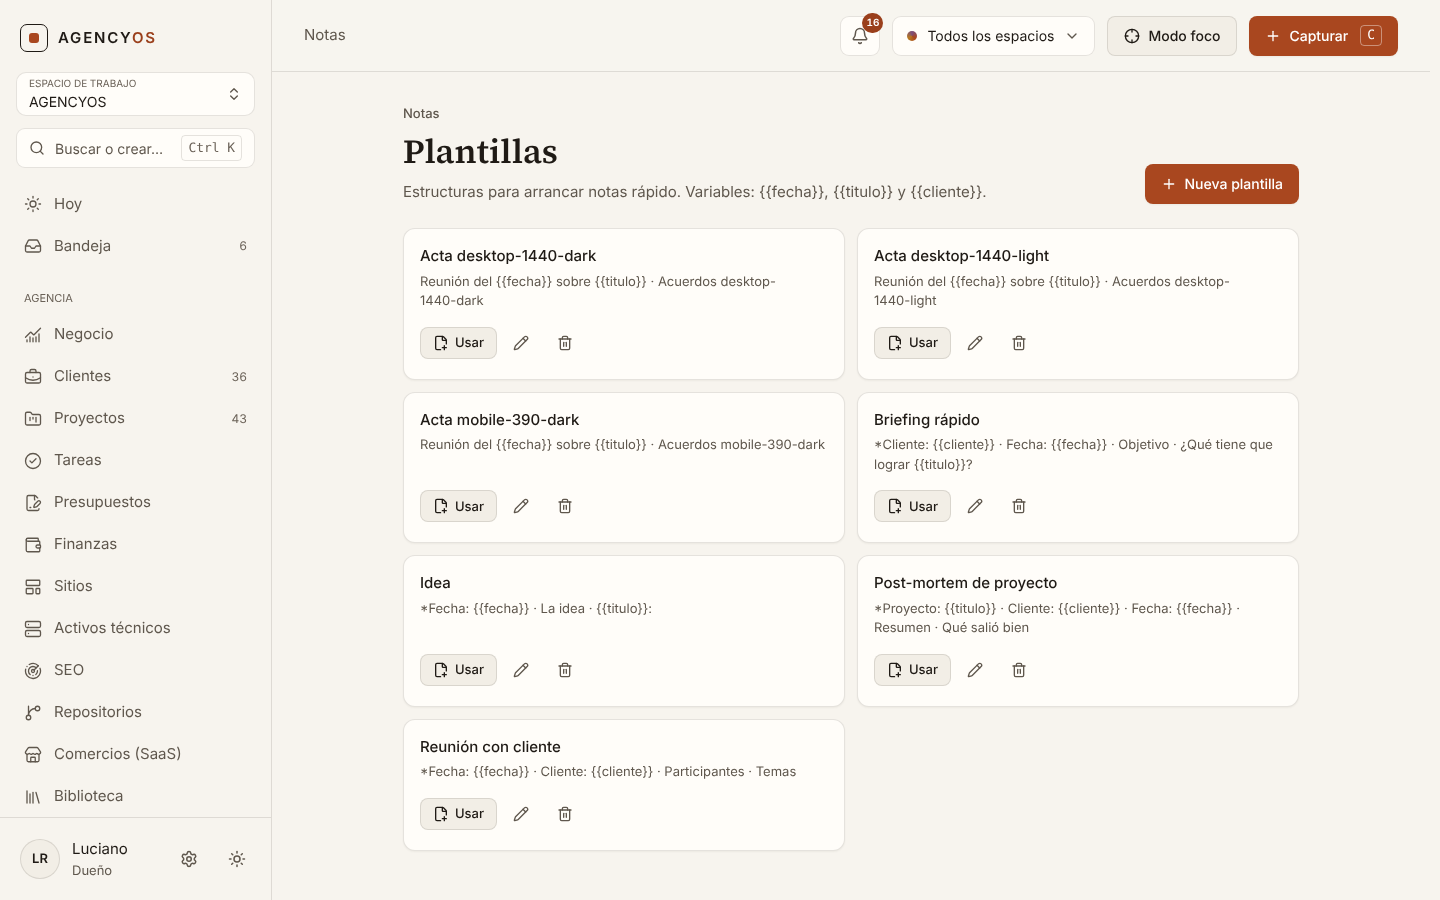 AGENCYOS
ESPACIO DE TRABAJO
AGENCYOS
Buscar o crear... Ctrl K
Hoy
Bandeja 6
AGENCIA
Negocio
Clientes 36
Proyectos 43
Tareas
Presupuestos
Finanzas
Sitios
Activos técnicos
SEO
Repositorios
Comercios (SaaS)
Biblioteca
LR
Luciano
Dueño
Notas
16
Todos los espacios
Modo foco
Capturar C
Notas
Plantillas
Estructuras para arrancar notas rápido. Variables: {{fecha}}, {{titulo}} y {{cliente}}.
Nueva plantilla
Acta desktop-1440-dark
Reunión del {{fecha}} sobre {{titulo}} · Acuerdos desktop-
1440-dark
Usar
Acta desktop-1440-light
Reunión del {{fecha}} sobre {{titulo}} · Acuerdos desktop-
1440-light
Usar
Acta mobile-390-dark
Reunión del {{fecha}} sobre {{titulo}} · Acuerdos mobile-390-dark
Usar
Briefing rápido
*Cliente: {{cliente}} · Fecha: {{fecha}} · Objetivo · ¿Qué tiene que
lograr {{titulo}}?
Usar
Idea
*Fecha: {{fecha}} · La idea · {{titulo}}:
Usar
Post-mortem de proyecto
*Proyecto: {{titulo}} · Cliente: {{cliente}} · Fecha: {{fecha}} ·
Resumen · Qué salió bien
Usar
Reunión con cliente
*Fecha: {{fecha}} · Cliente: {{cliente}} · Participantes · Temas
Usar